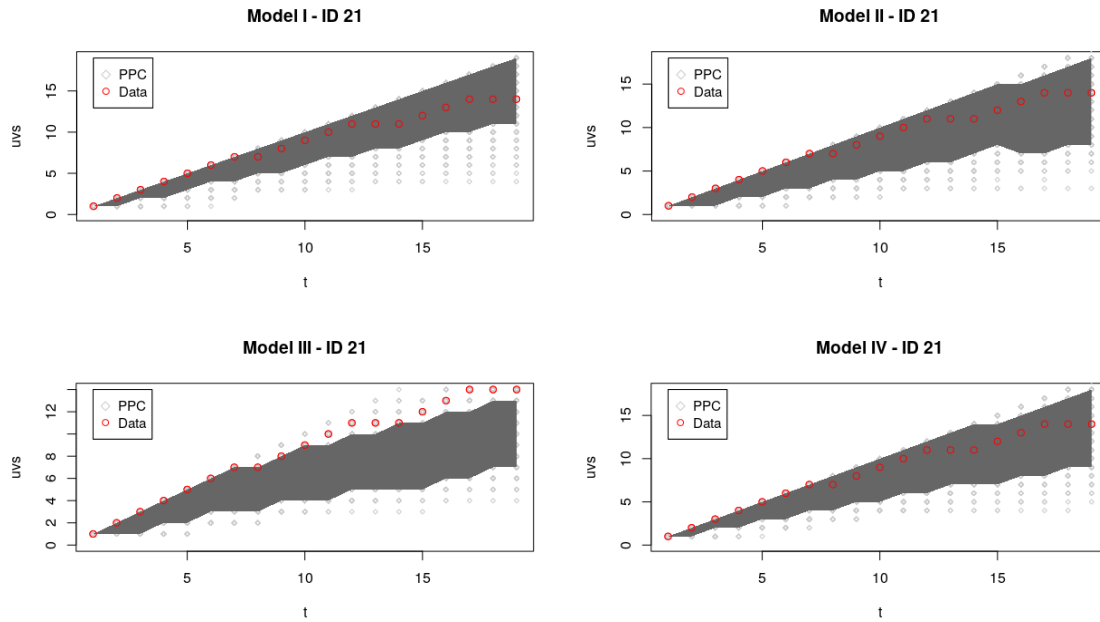 Model I - ID 21
PPC
Data
uvs
15
10
5
0
5
10
15
t
Model II - ID 21
PPC
Data
uvs
15
10
5
0
5
10
15
t
Model III - ID 21
PPC
Data
uvs
12
8
6
4
2
0
5
10
15
t
Model IV - ID 21
PPC
Data
uvs
15
10
5
0
5
10
15
t